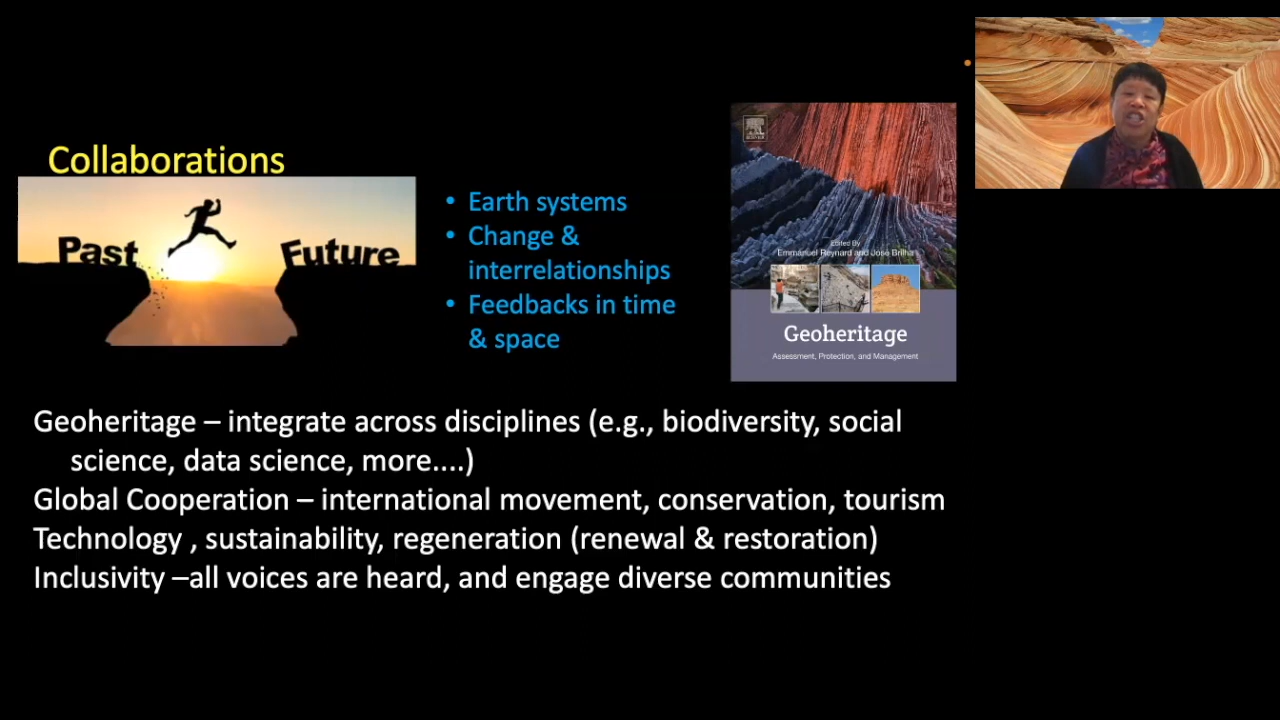 Collaborations
Past
Future
• Earth systems
• Change &
interrelationships
• Feedbacks in time
& space
Edited By
Emmanuel Reynard and José Brilha
Geoheritage
Assessment, Protection, and Management
Geoheritage – integrate across disciplines (e.g., biodiversity, social
science, data science, more....)
Global Cooperation – international movement, conservation, tourism
Technology , sustainability, regeneration (renewal & restoration)
Inclusivity –all voices are heard, and engage diverse communities